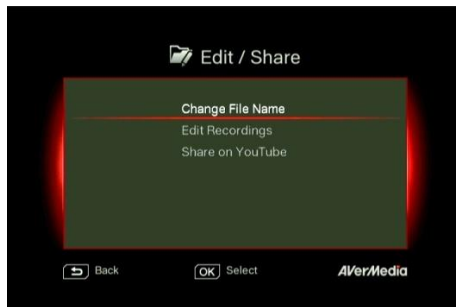 Edit / Share
Change File Name
Edit Recordings
Share on YouTube
Back OK Select AVerMedia